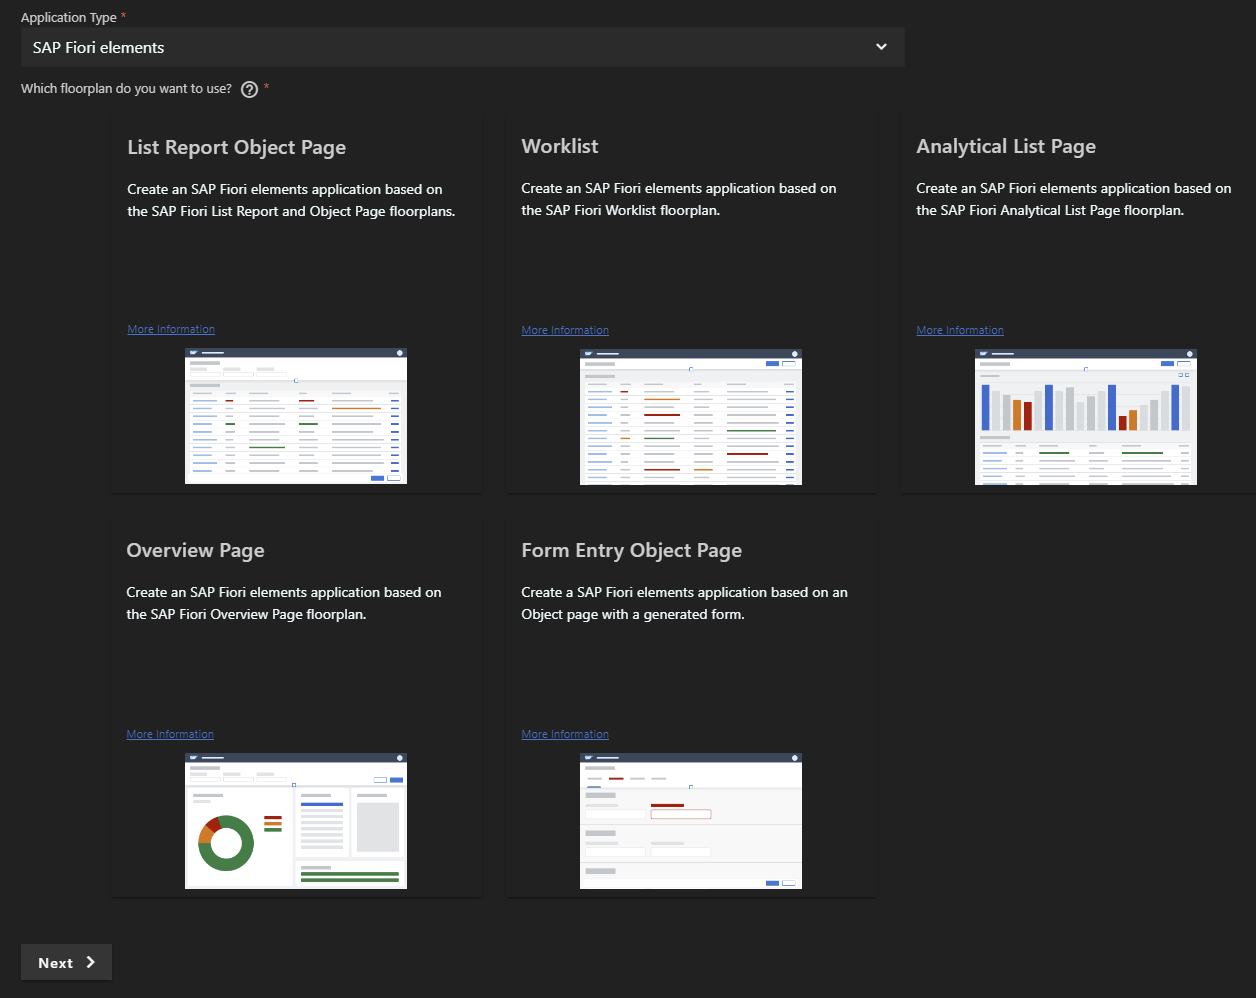 Application Type *
SAP Fiori elements
Which floorplan do you want to use? ? *
List Report Object Page
Create an SAP Fiori elements application based on
the SAP Fiori List Report and Object Page floorplans.
More Information
Worklist
Create an SAP Fiori elements application based on
the SAP Fiori Worklist floorplan.
More Information
Analytical List Page
Create an SAP Fiori elements application based on
the SAP Fiori Analytical List Page floorplan.
More Information
Overview Page
Create an SAP Fiori elements application based on
the SAP Fiori Overview Page floorplan.
More Information
Form Entry Object Page
Create a SAP Fiori elements application based on an
Object page with a generated form.
More Information
Next